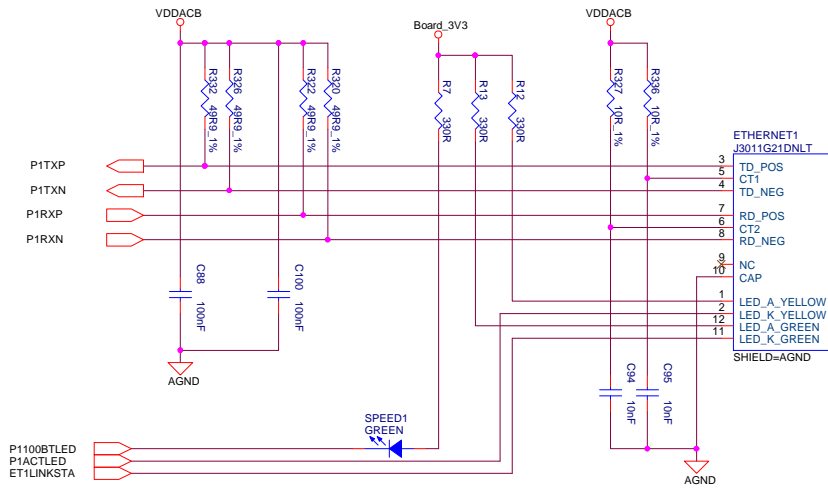 VDDACB
VDDACB
Board_3V3
R332
49R9_1%
R326
49R9_1%
R322
49R9_1%
R320
49R9_1%
R7
330R
R13
330R
R12
330R
R327
10R_1%
R336
10R_1%
ETHERNET1
J3011G21DNLT
P1TXP
3
TD_POS
5
CT1
P1TXN
4
TD_NEG
P1RXP
7
RD_POS
6
CT2
P1RXN
8
RD_NEG
9
NC
10
CAP
1
LED_A_YELLOW
2
LED_K_YELLOW
12
LED_A_GREEN
11
LED_K_GREEN
SHIELD=AGND
C88
100nF
C100
100nF
AGND
C94
10nF
C95
10nF
SPEED1
GREEN
P1100BTLED
P1ACTLED
ET1LINKSTA
AGND